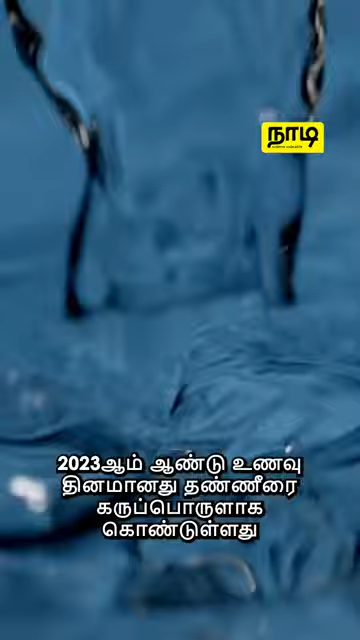 நாடி
2023ஆம் ஆண்டு உணவு
தினமானது தண்ணீரை
கருப்பொருளாக
கொண்டுள்ளது